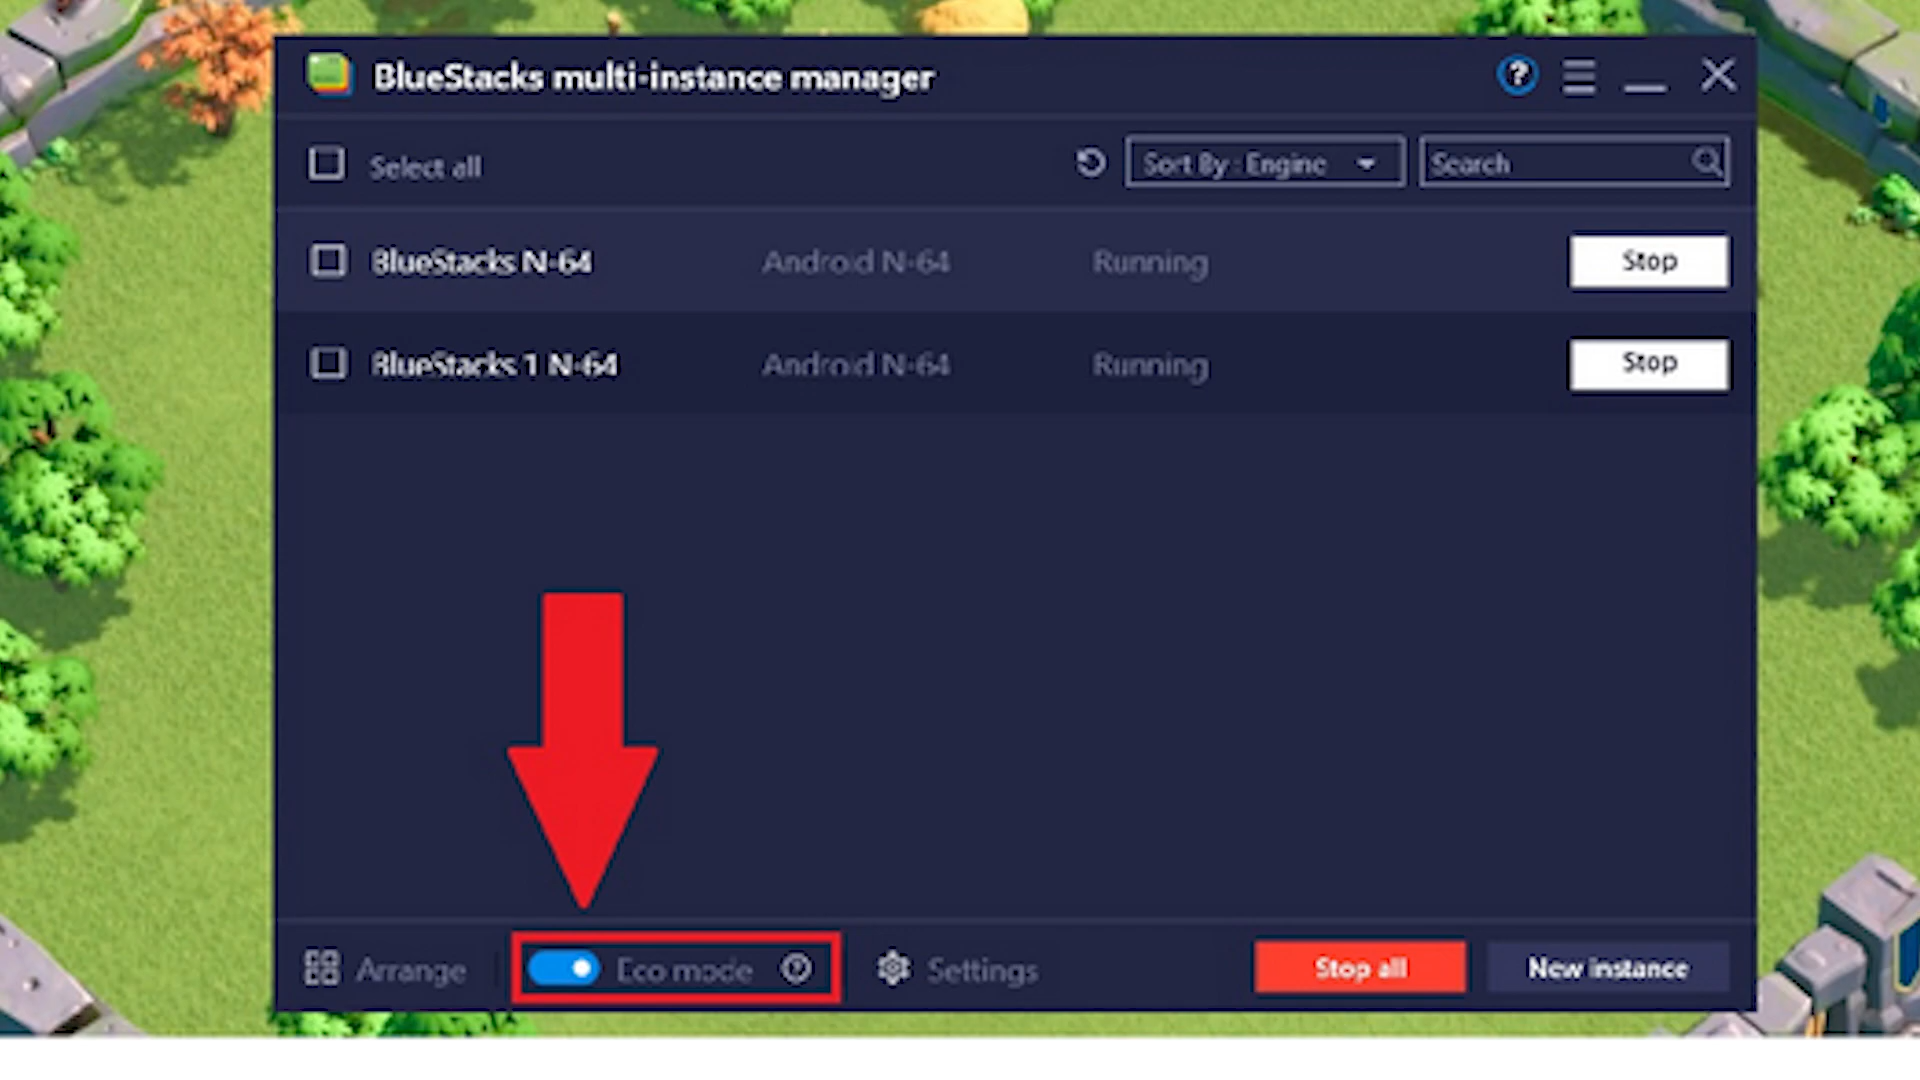 BlueStacks multi-instance manager
Select all
Sort By : Engine
Search
BlueStacks N-64 Android N-64 Running Stop
BlueStacks 1 N-64 Android N-64 Running Stop
Arrange Eco mode Settings Stop all New instance